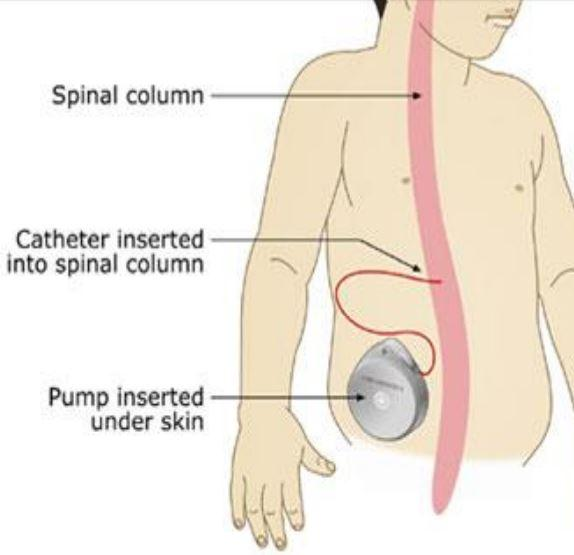 Spinal column
Catheter inserted
into spinal column
Pump inserted
under skin